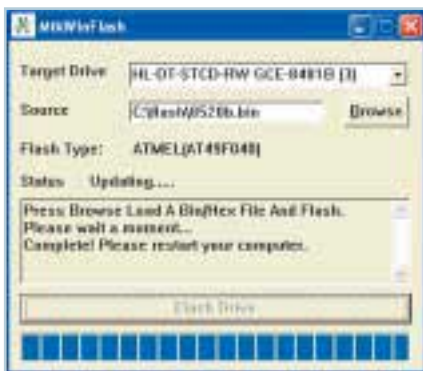 MtkWinFlash
Target Drive HL-DT-STCD-RW GCE-8481B (3)
Source C:\flash\8520b.bin Browse
Flash Type: ATMEL(AT49F040)
Status Updating.....
Press Browse Load A Bin/Hex File And Flash.
Please wait a moment...
Complete! Please restart your computer.
Flash Drive